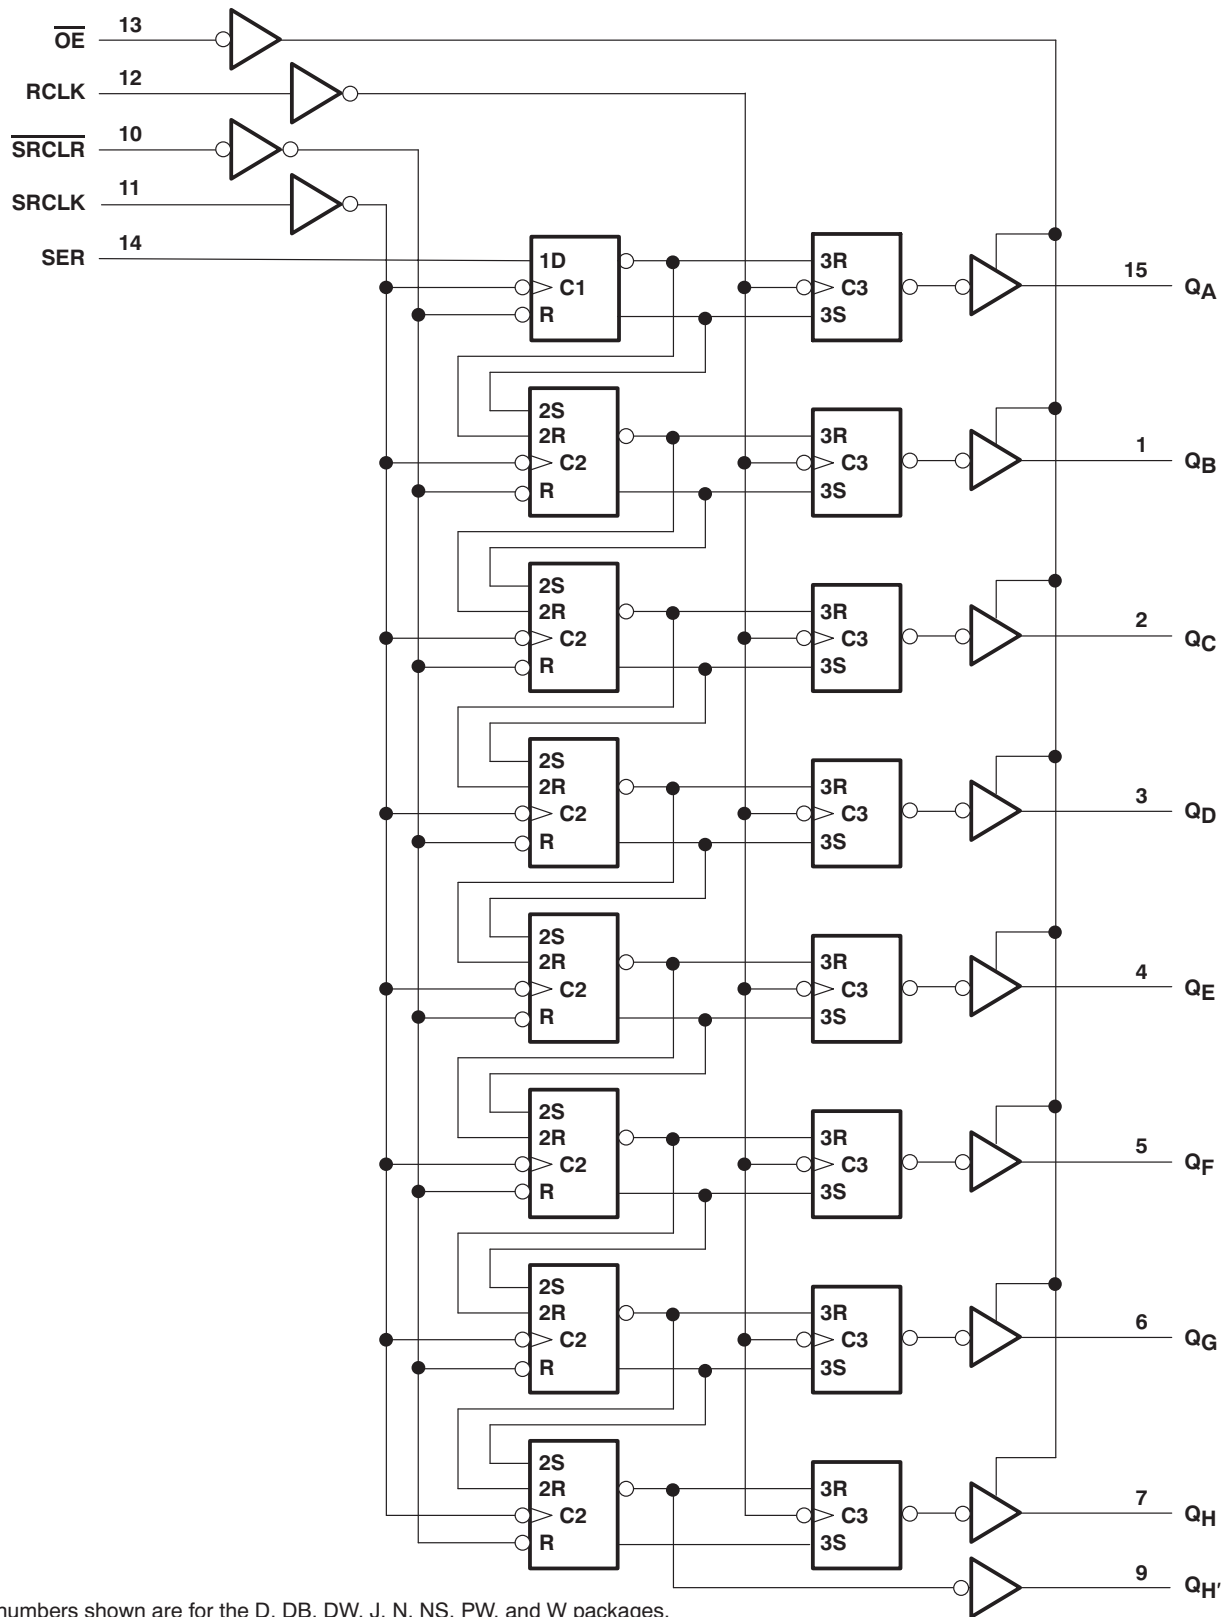 OE 13
RCLK 12
SRCLR 10
SRCLK 11
SER 14
1D
C1
R
3R
C3
3S
15 QA
2S
2R
C2
R
3R
C3
3S
1 QB
2S
2R
C2
R
3R
C3
3S
2 QC
2S
2R
C2
R
3R
C3
3S
3 QD
2S
2R
C2
R
3R
C3
3S
4 QE
2S
2R
C2
R
3R
C3
3S
5 QF
2S
2R
C2
R
3R
C3
3S
6 QG
2S
2R
C2
R
3R
C3
3S
7 QH
9 QH′
numbers shown are for the D, DB, DW, J, N, NS, PW, and W packages.